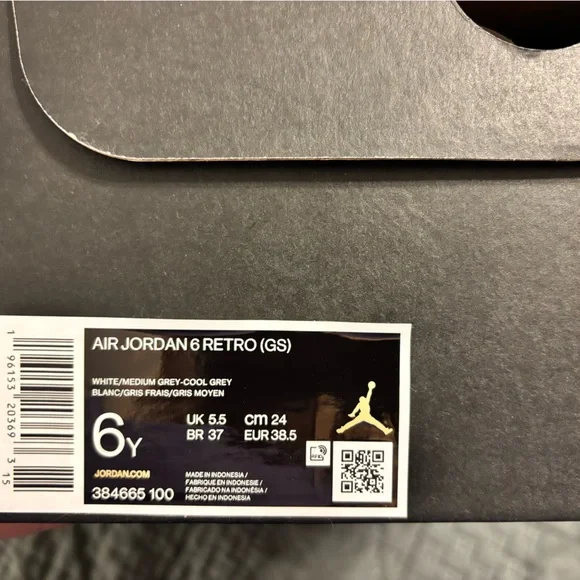 AIR JORDAN 6 RETRO (GS)
WHITE/MEDIUM GREY-COOL GREY
BLANC/GRIS FRAIS/GRIS MOYEN
6Y
UK 5.5 cm 24
BR 37 EUR 38.5
JORDAN.COM
384665 100
MADE IN INDONESIA /
FABRIQUE EN INDONESIE /
FABRICADO NA INDONÉSIA /
HECHO EN INDONESIA
1 96153 20369 3 15